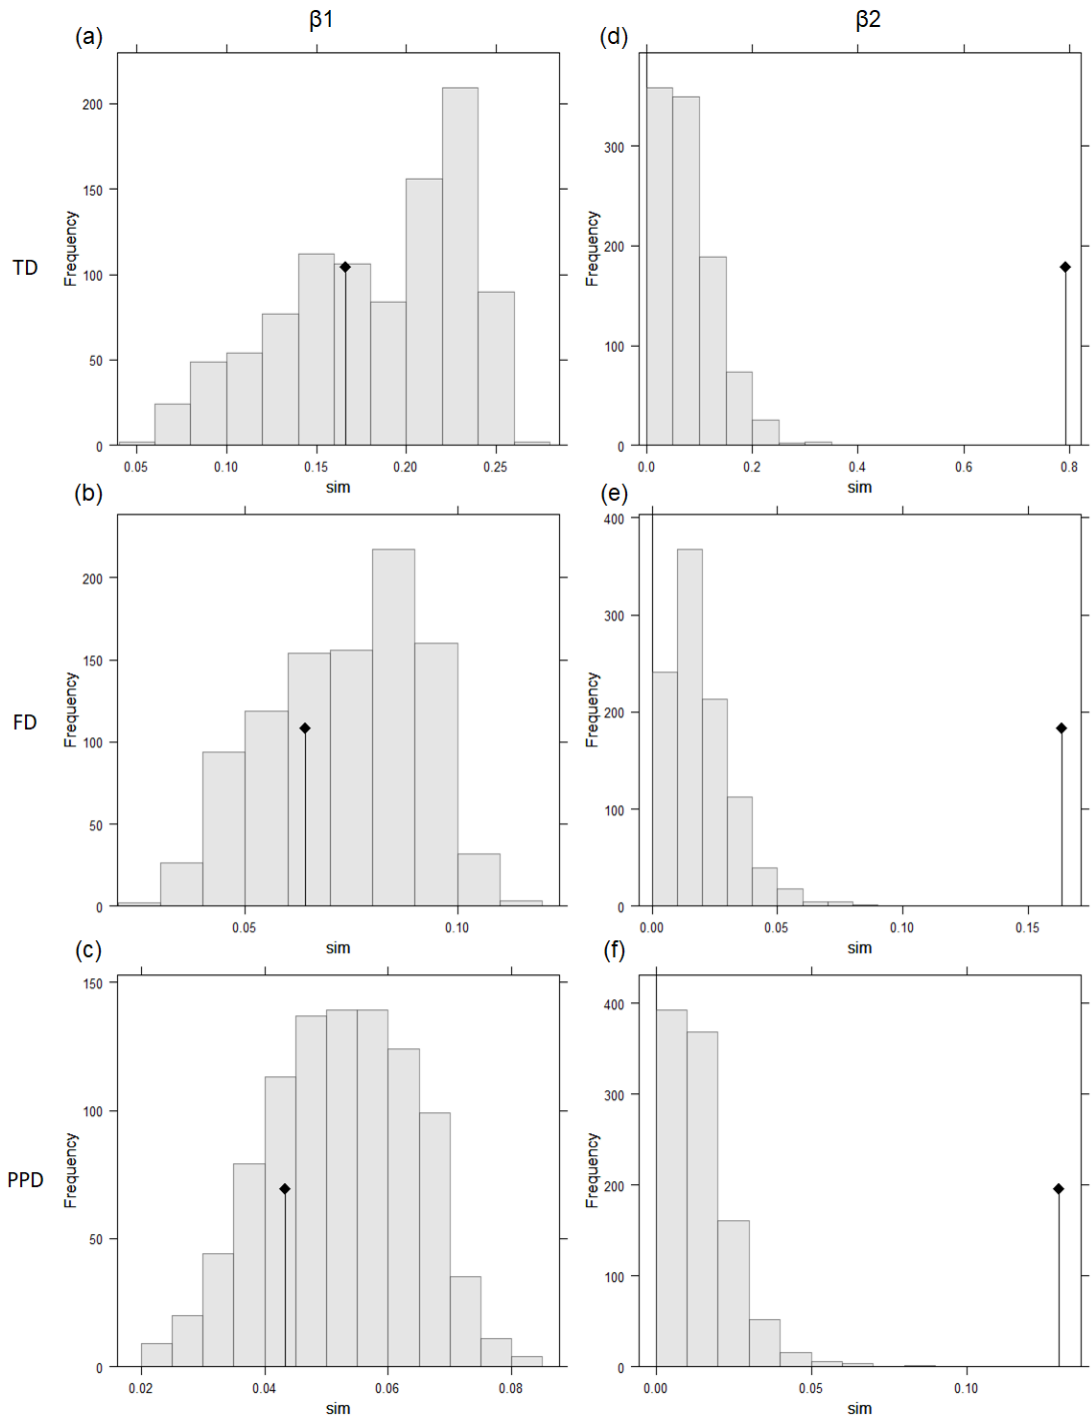 β1
β2
(a)
(d)
TD
Frequency
0
50
100
150
200
0.05
0.10
0.15
0.20
0.25
sim
Frequency
0
100
200
300
0.0
0.2
0.4
0.6
0.8
sim
(b)
(e)
FD
Frequency
0
50
100
150
200
0.05
0.10
sim
Frequency
0
100
200
300
400
0.00
0.05
0.10
0.15
sim
(c)
(f)
PPD
Frequency
0
50
100
150
0.02
0.04
0.06
0.08
sim
Frequency
0
100
200
300
400
0.00
0.05
0.10
sim